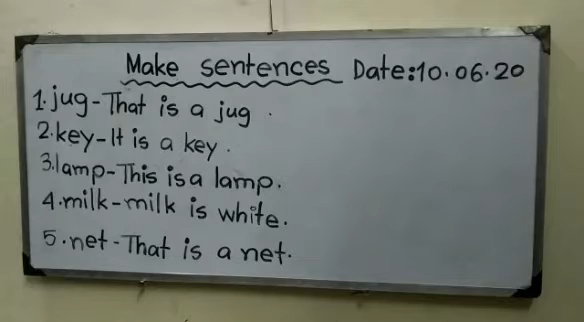 Make sentences Date:10.06.20
1.jug-That is a jug.
2.key-It is a key.
3.lamp-This is a lamp.
4.milk-milk is white.
5.net-That is a net.